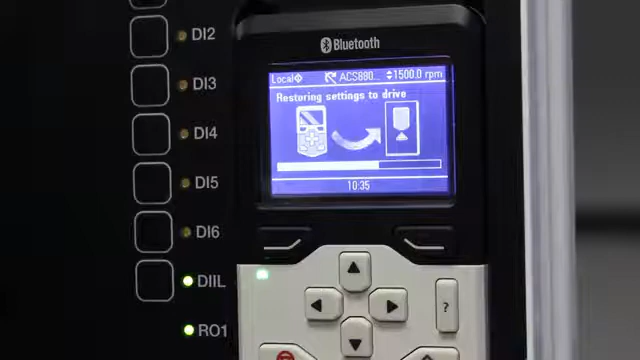 Bluetooth
Local ACS880... 1500.0 rpm
Restoring settings to drive
10:35
DI2
DI3
DI4
DI5
DI6
DIIL
RO1
?